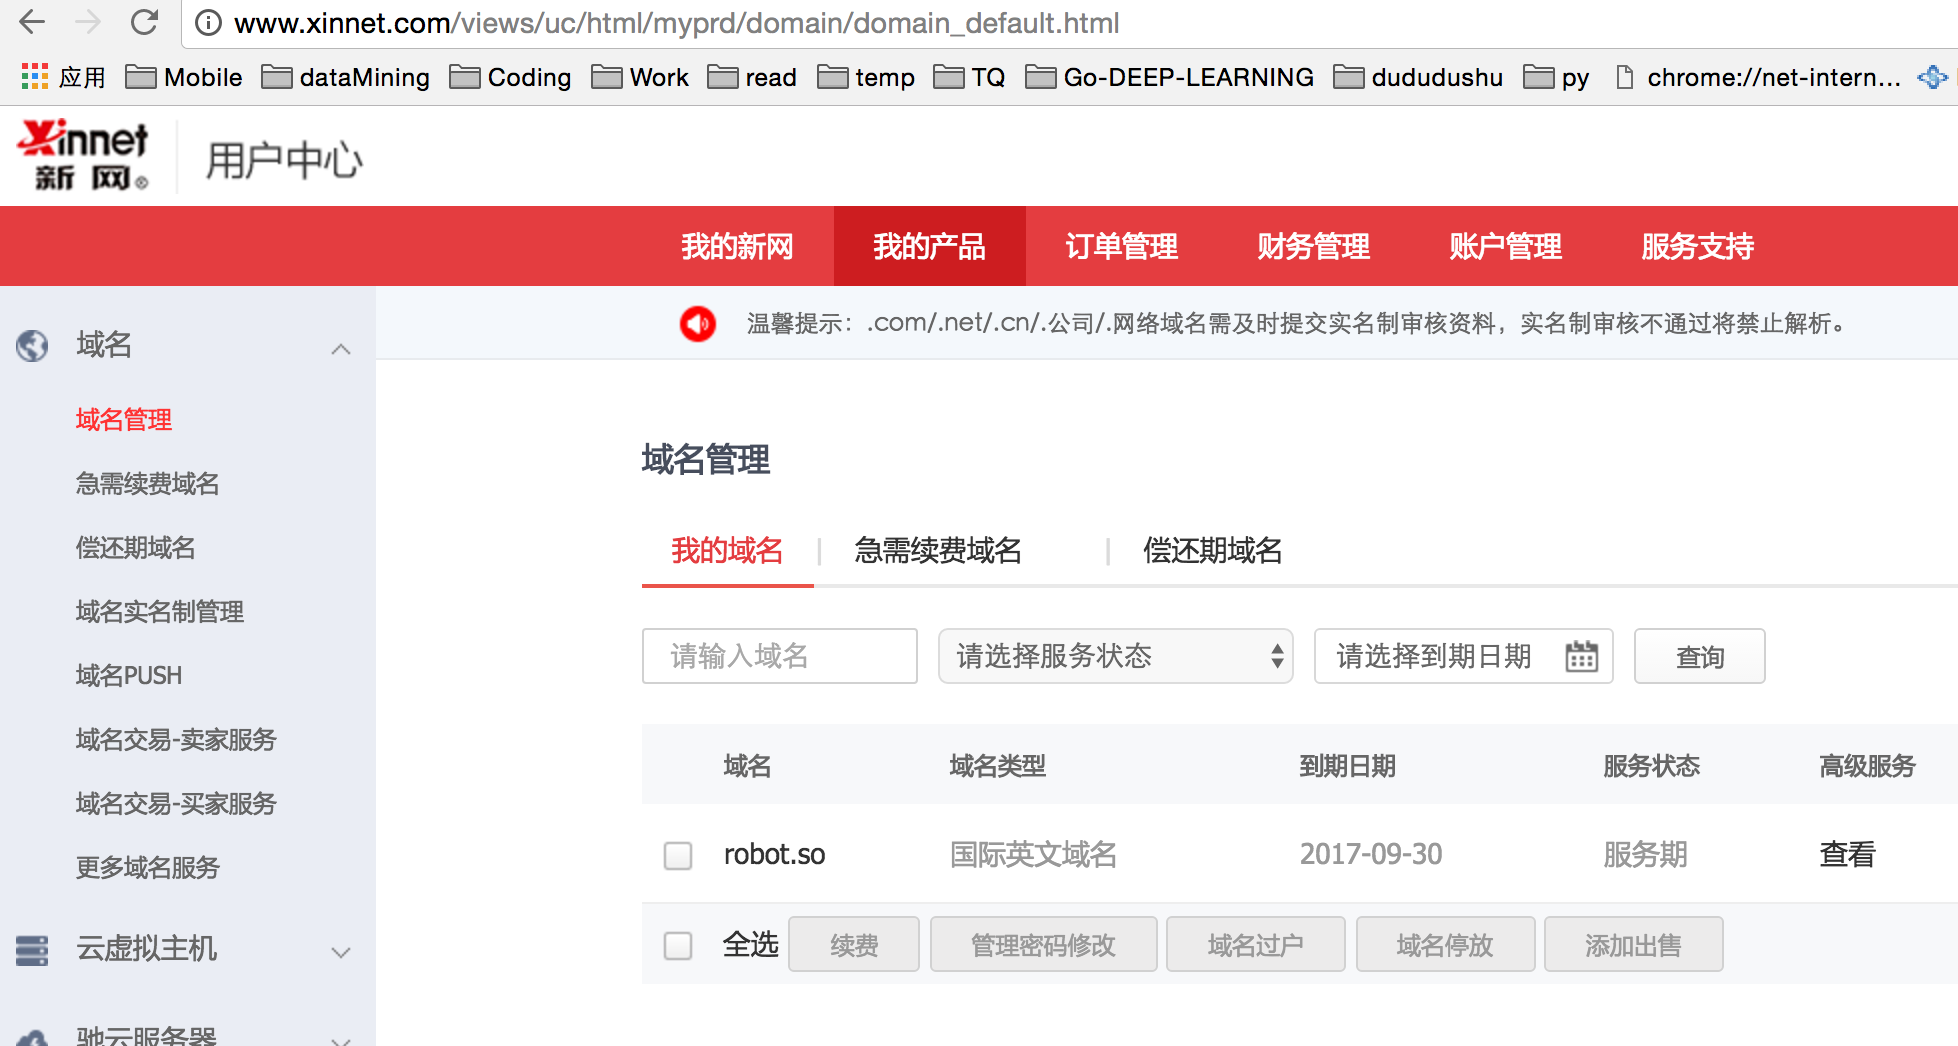 www.xinnet.com/views/uc/html/myprd/domain/domain_default.html
应用 Mobile dataMining Coding Work read temp TQ Go-DEEP-LEARNING dududushu py chrome://net-intern...
Xinnet
新网® 用户中心
我的新网 我的产品 订单管理 财务管理 账户管理 服务支持
温馨提示：.com/.net/.cn/.公司/.网络域名需及时提交实名制审核资料，实名制审核不通过将禁止解析。
域名
域名管理
急需续费域名
偿还期域名
域名实名制管理
域名PUSH
域名交易-卖家服务
域名交易-买家服务
更多域名服务
云虚拟主机
驰云服务器
域名管理
我的域名 | 急需续费域名 | 偿还期域名
请输入域名 请选择服务状态 请选择到期日期 查询
域名 域名类型 到期日期 服务状态 高级服务
robot.so 国际英文域名 2017-09-30 服务期 查看
全选 续费 管理密码修改 域名过户 域名停放 添加出售